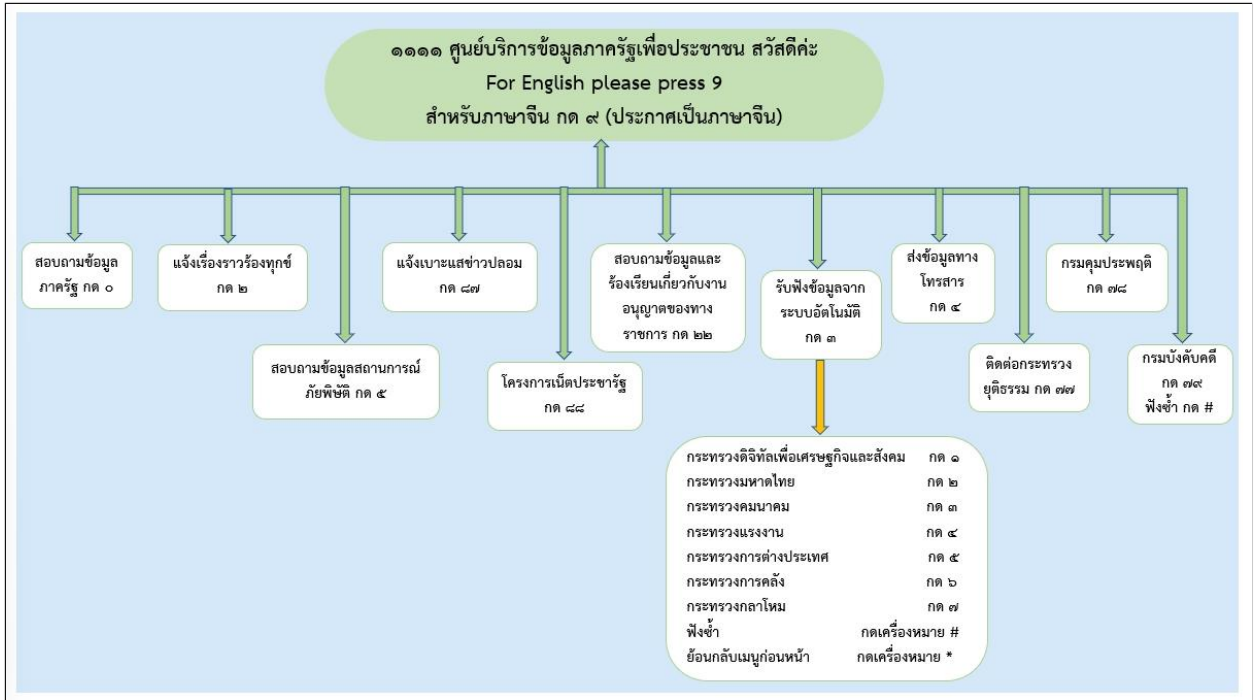 ๑๑๑๑ ศูนย์บริการข้อมูลภาครัฐเพื่อประชาชน สวัสดีค่ะ
For English please press 9
สำหรับภาษาจีน กด ๙ (ประกาศเป็นภาษาจีน)
สอบถามข้อมูล
ภาครัฐ กด ๐
แจ้งเรื่องราวร้องทุกข์
กด ๒
สอบถามข้อมูลสถานการณ์
ภัยพิษัติ กด ๕
แจ้งเบาะแสข่าวปลอม
กด ๘๗
โครงการเน็ตประชารัฐ
กด ๘๘
สอบถามข้อมูลและ
ร้องเรียนเกี่ยวกับงาน
อนุญาตของทาง
ราชการ กด ๒๒
รับฟังข้อมูลจาก
ระบบอัตโนมัติ
กด ๓
ส่งข้อมูลทาง
โทรสาร
กด ๔
ติดต่อกระทรวง
ยุติธรรม กด ๗๗
กรมคุมประพฤติ
กด ๗๘
กรมบังคับคดี
กด ๗๙
ฟังซ้ำ กด #
กระทรวงดิจิทัลเพื่อเศรษฐกิจและสังคม กด ๑
กระทรวงมหาดไทย กด ๒
กระทรวงคมนาคม กด ๓
กระทรวงแรงงาน กด ๔
กระทรวงการต่างประเทศ กด ๕
กระทรวงการคลัง กด ๖
กระทรวงกลาโหม กด ๗
ฟังซ้ำ กดเครื่องหมาย #
ย้อนกลับเมนูก่อนหน้า กดเครื่องหมาย *